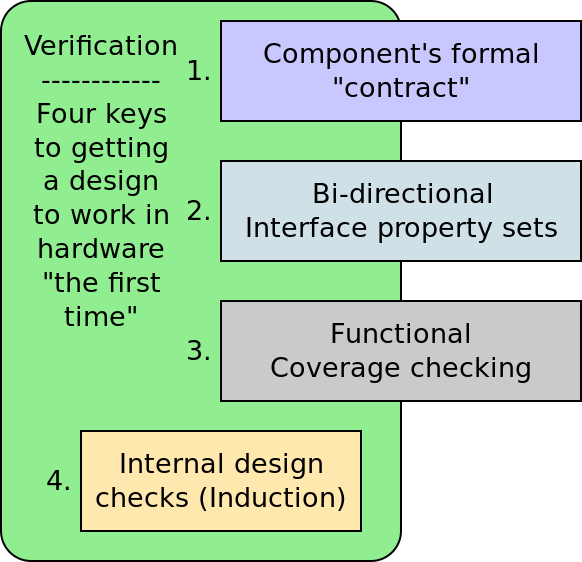 Verification
------------
Four keys
to getting
a design
to work in
hardware
"the first
time"
1.
Component's formal
"contract"
2.
Bi-directional
Interface property sets
3.
Functional
Coverage checking
4.
Internal design
checks (Induction)